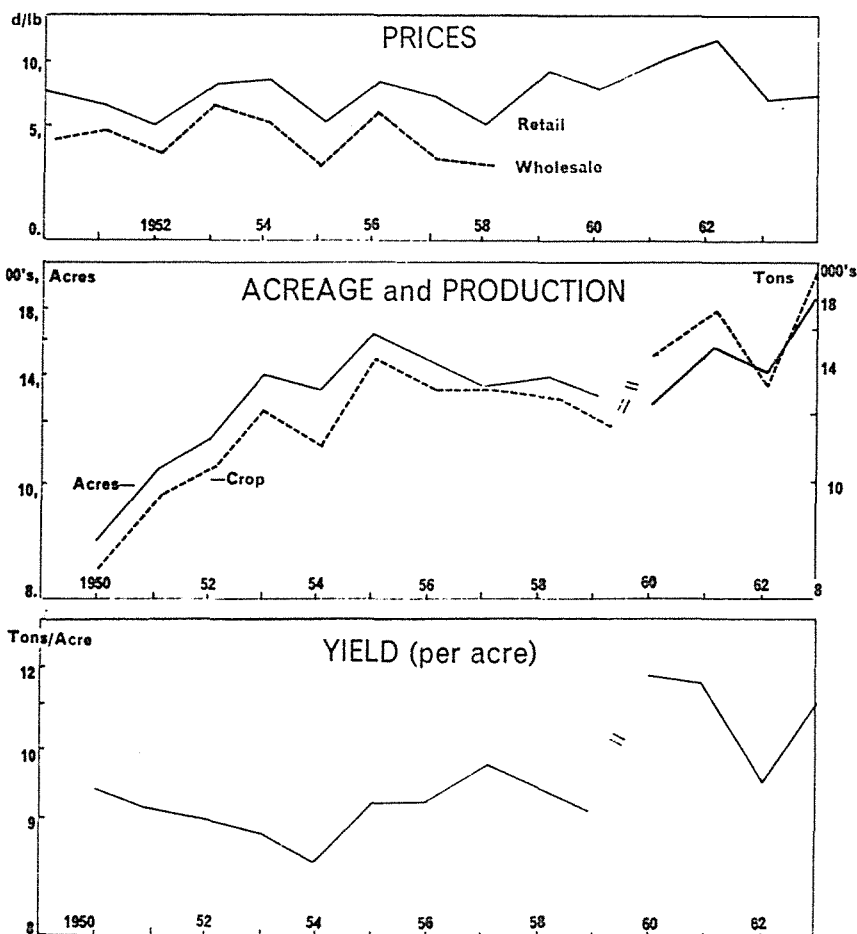 d/lb
PRICES
10,
5,
0.
Retail
Wholesale
1952 54 56 58 60 62
00's, Acres
ACREAGE and PRODUCTION
Tons 000's
18, 18
14, 14
Acres
Crop
10, 10
8. 8
1950 52 54 56 58 60 62
Tons/Acre
YIELD (per acre)
12
10
9
8
1950 52 54 56 58 60 62